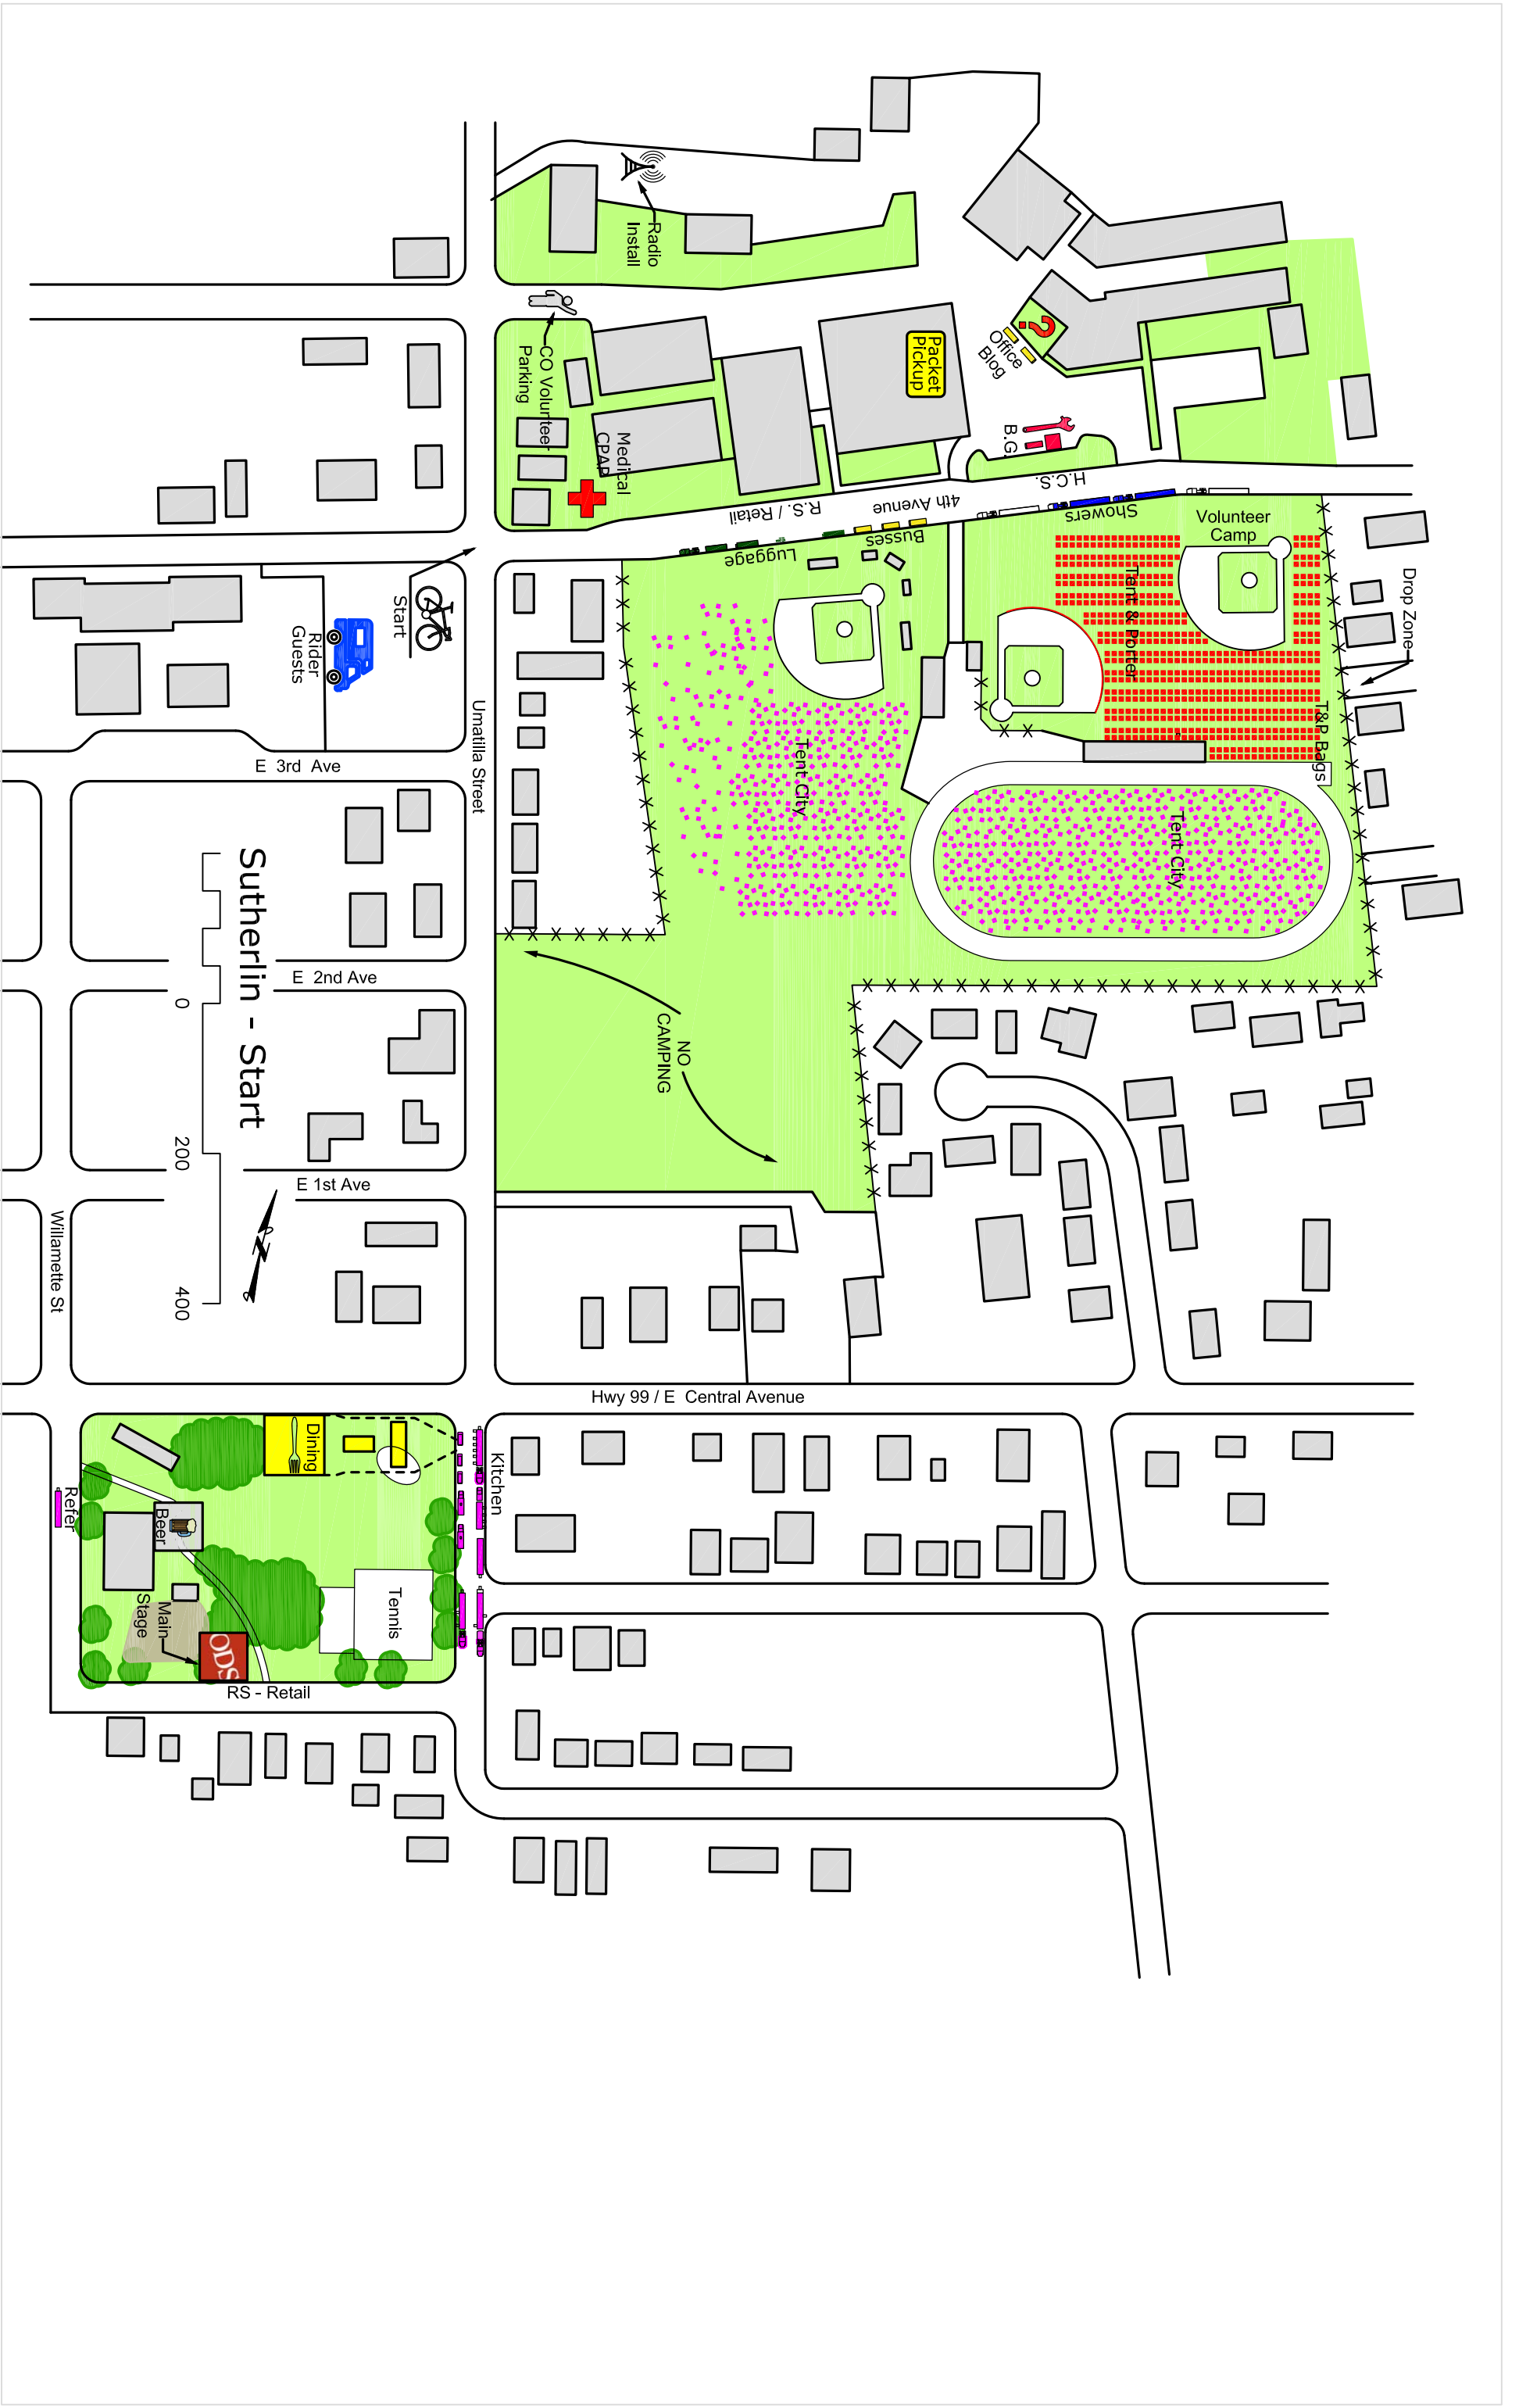 Radio
Install
CO Volunteer
Parking
Medical
CPAP
Packet
Pickup
?
Office
Blog
B.G.
H.C.S.
4th Avenue
R.S. / Retail
Showers
Busses
Luggage
Volunteer
Camp
Tent & Porter
Drop Zone
T&P Bags
Start
Rider
Guests
Umatilla Street
Tent City
Tent City
E 3rd Ave
E 2nd Ave
NO
CAMPING
Sutherlin - Start
0
200
400
N
E 1st Ave
Willamette St
Hwy 99 / E Central Avenue
Dining
Kitchen
Refer
Beer
Tennis
Main
Stage
ODS
RS - Retail